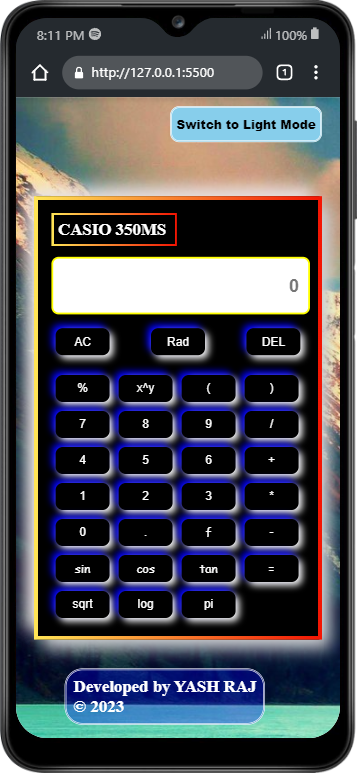 8:11 PM 100%
http://127.0.0.1:5500 1
Switch to Light Mode
CASIO 350MS
0
AC Rad DEL
% x^y ( )
7 8 9 /
4 5 6 +
1 2 3 *
0 . f -
sin cos tan =
sqrt log pi
Developed by YASH RAJ
© 2023